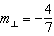 m⊥ = -4/7